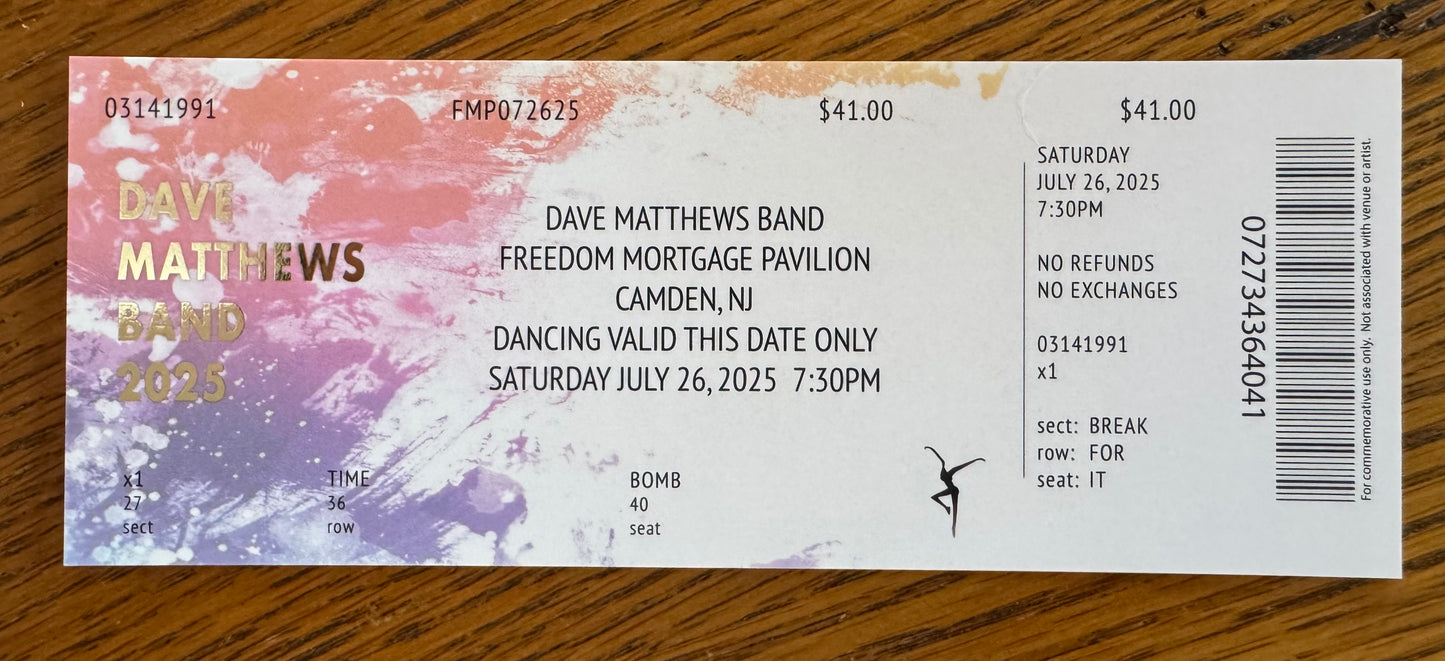 03141991 FMP072625 $41.00 $41.00
DAVE
MATTHEWS
BAND
2025
DAVE MATTHEWS BAND
FREEDOM MORTGAGE PAVILION
CAMDEN, NJ
DANCING VALID THIS DATE ONLY
SATURDAY JULY 26, 2025 7:30PM
x1 TIME BOMB
27 36 40
sect row seat
SATURDAY
JULY 26, 2025
7:30PM
NO REFUNDS
NO EXCHANGES
03141991
x1
sect: BREAK
row: FOR
seat: IT
072734364041
For commemorative use only. Not associated with venue or artist.